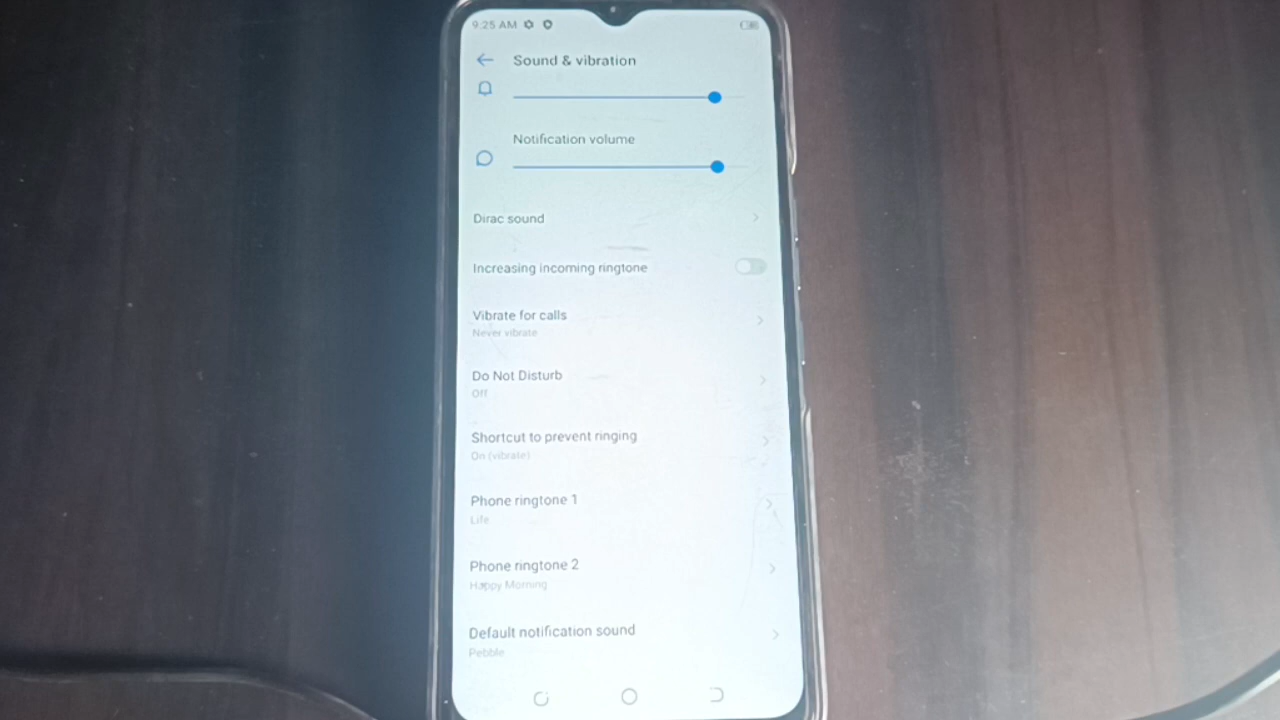 9:25 AM
Sound & vibration
Notification volume
Dirac sound
Increasing incoming ringtone
Vibrate for calls
Never vibrate
Do Not Disturb
Off
Shortcut to prevent ringing
On (vibrate)
Phone ringtone 1
Life
Phone ringtone 2
Happy Morning
Default notification sound
Pebble